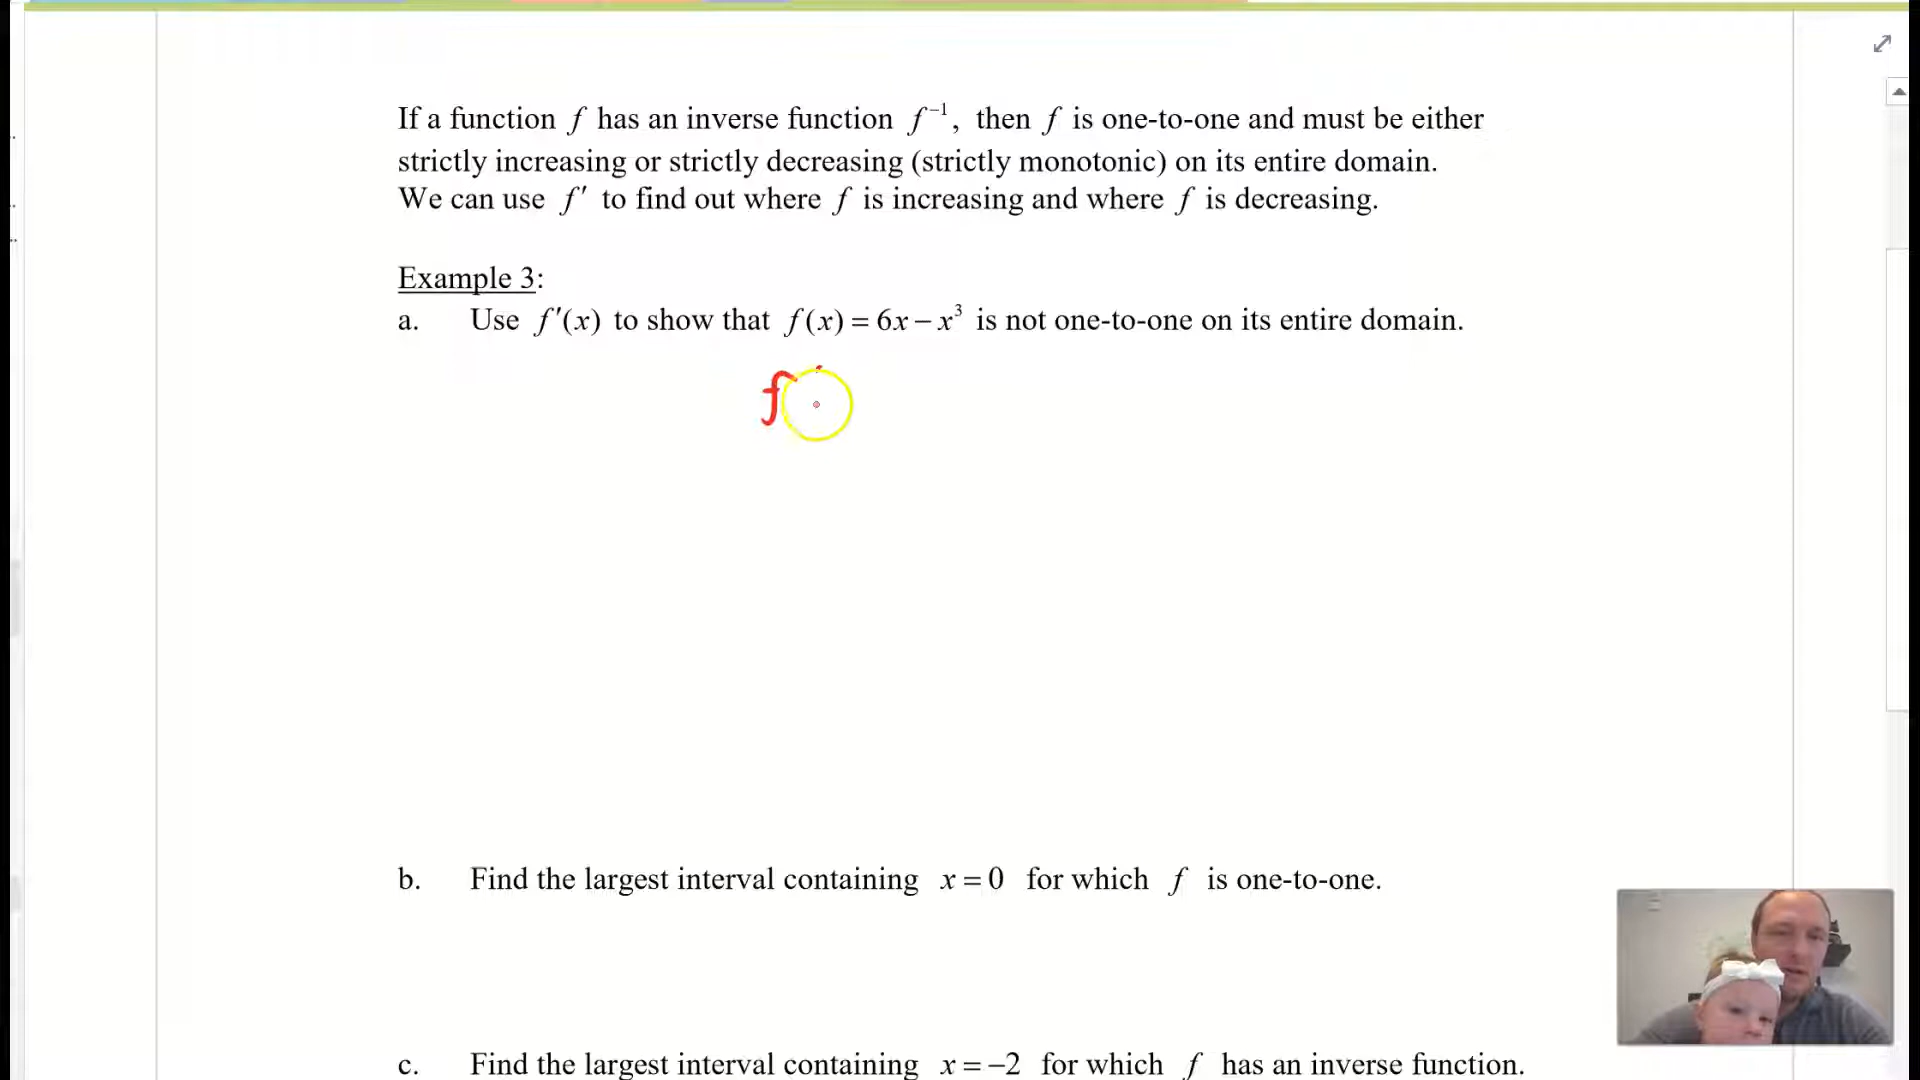 If a function f has an inverse function f⁻¹, then f is one-to-one and must be either
strictly increasing or strictly decreasing (strictly monotonic) on its entire domain.
We can use f′ to find out where f is increasing and where f is decreasing.
Example 3:
a. Use f′(x) to show that f(x) = 6x − x³ is not one-to-one on its entire domain.
f′
b. Find the largest interval containing x = 0 for which f is one-to-one.
c. Find the largest interval containing x = −2 for which f has an inverse function.